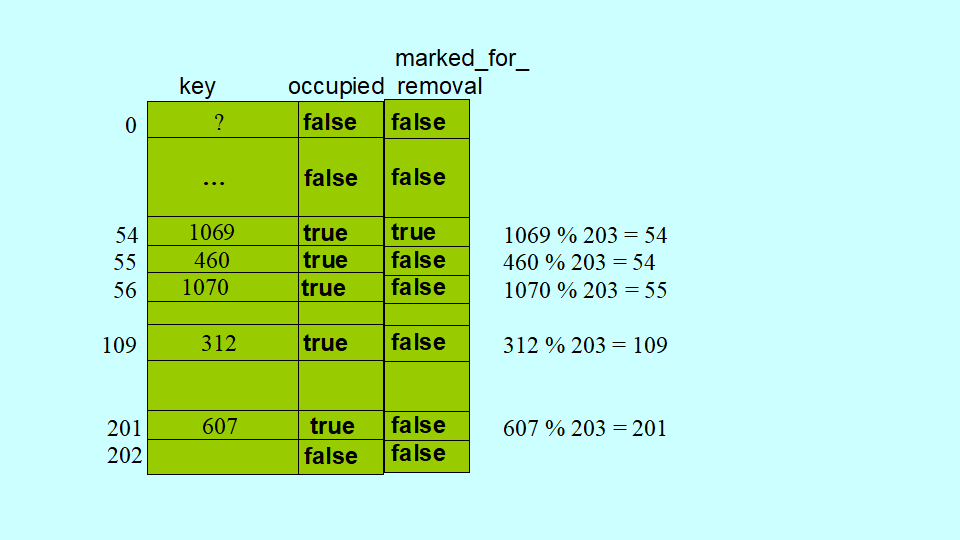 marked_for_
key occupied removal
0 ? false false
... false false
54 1069 true true 1069 % 203 = 54
55 460 true false 460 % 203 = 54
56 1070 true false 1070 % 203 = 55
109 312 true false 312 % 203 = 109
201 607 true false 607 % 203 = 201
202 false false